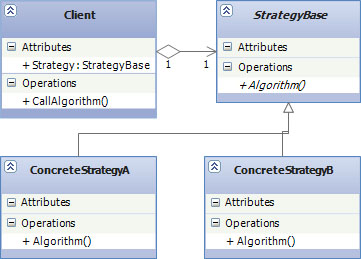 Client
Attributes
+ Strategy : StrategyBase
Operations
+ CallAlgorithm()
1
1
StrategyBase
Attributes
Operations
+ Algorithm()
ConcreteStrategyA
Attributes
Operations
+ Algorithm()
ConcreteStrategyB
Attributes
Operations
+ Algorithm()